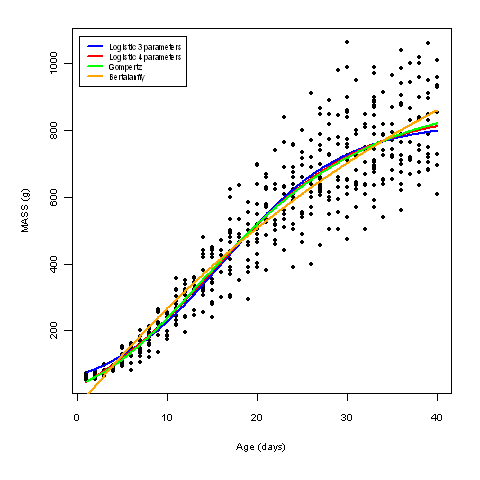 Logistic 3 parameters
Logistic 4 parameters
Gompertz
Bertalanffy
1000
800
600
400
200
MASS (g)
0 10 20 30 40
Age (days)